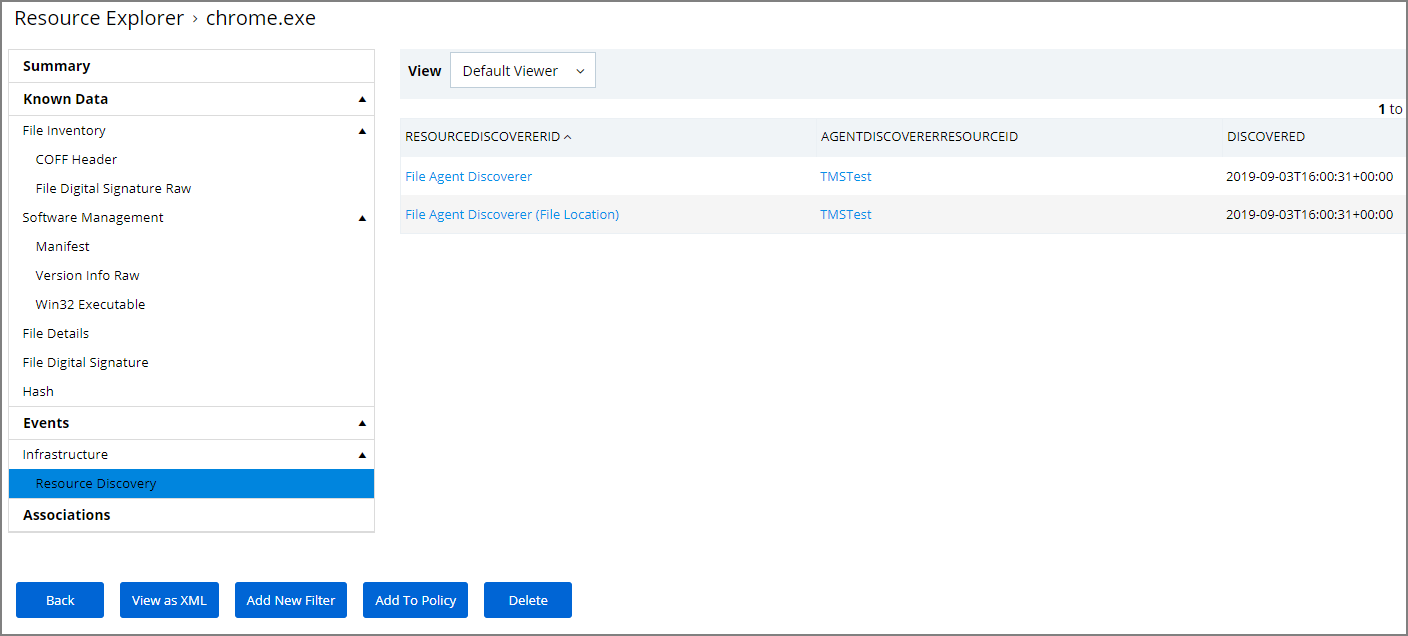 Resource Explorer › chrome.exe
Summary
Known Data
File Inventory
COFF Header
File Digital Signature Raw
Software Management
Manifest
Version Info Raw
Win32 Executable
File Details
File Digital Signature
Hash
Events
Infrastructure
Resource Discovery
Associations
View Default Viewer
1 to
RESOURCEDISCOVERERID AGENTDISCOVERERRESOURCEID DISCOVERED
File Agent Discoverer TMSTest 2019-09-03T16:00:31+00:00
File Agent Discoverer (File Location) TMSTest 2019-09-03T16:00:31+00:00
Back View as XML Add New Filter Add To Policy Delete